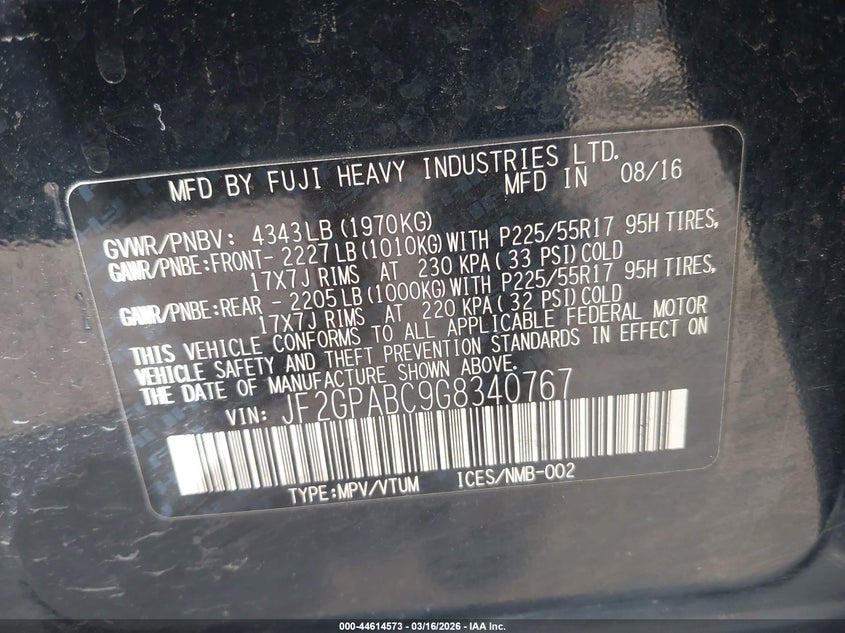 MFD BY FUJI HEAVY INDUSTRIES LTD.
MFD IN 08/16
GVWR/PNBV: 4343LB (1970KG)
GAWR/PNBE:FRONT- 2227LB (1010KG) WITH P225/55R17 95H TIRES,
17X7J RIMS AT 230 KPA( 33 PSI) COLD
GAWR/PNBE:REAR - 2205LB (1000KG) WITH P225/55R17 95H TIRES,
17X7J RIMS AT 220 KPA( 32 PSI) COLD
THIS VEHICLE CONFORMS TO ALL APPLICABLE FEDERAL MOTOR
VEHICLE SAFETY AND THEFT PREVENTION STANDARDS IN EFFECT ON
THE DATE OF MANUFACTURE SHOWN ABOVE.
VIN: JF2GPABC9G8340767
TYPE:MPV/VTUM ICES/NMB-002
000-44614573 - 03/16/2026 - IAA Inc.